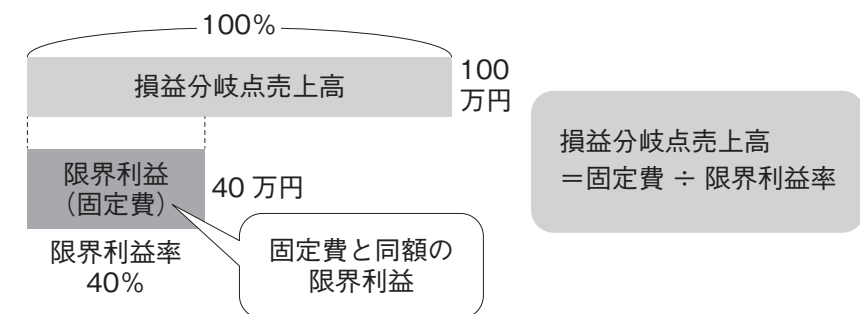 100%
損益分岐点売上高
100
万円
限界利益
（固定費）
40 万円
限界利益率
40%
固定費と同額の
限界利益
損益分岐点売上高
＝固定費 ÷ 限界利益率